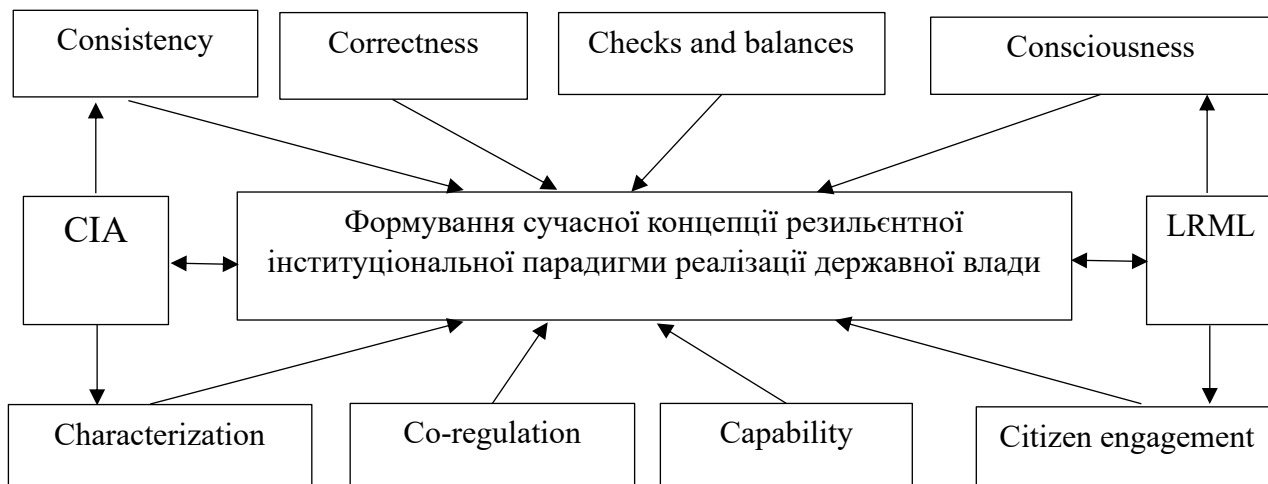 Consistency
Correctness
Checks and balances
Consciousness
CIA
Формування сучасної концепції резильєнтної
інституціональної парадигми реалізації державної влади
LRML
Characterization
Co-regulation
Capability
Citizen engagement